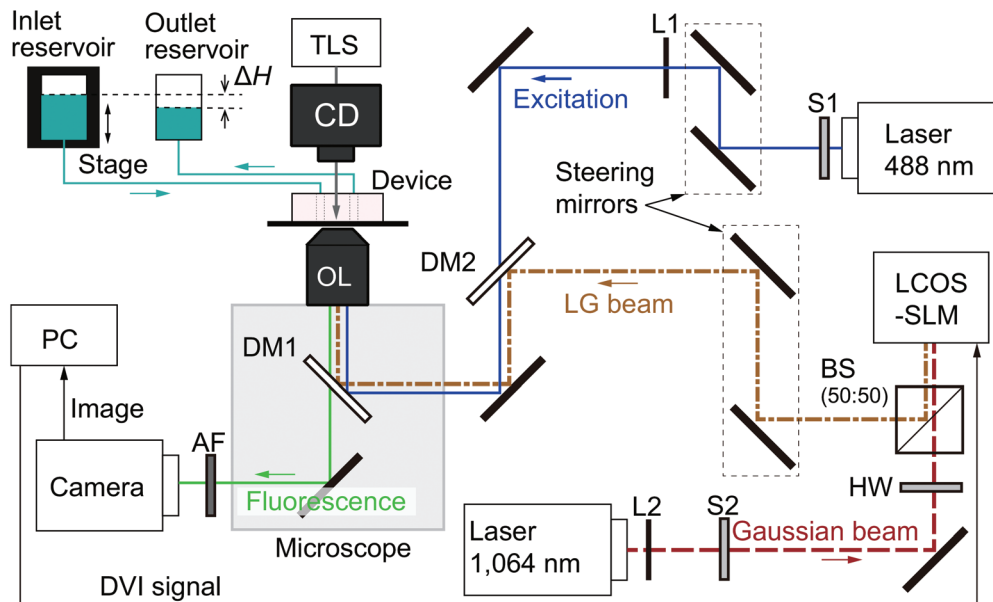 Inlet
reservoir
Outlet
reservoir
ΔH
Stage
TLS
CD
Device
OL
L1
Excitation
S1
Laser
488 nm
Steering
mirrors
DM2
LG beam
LCOS
-SLM
BS
(50:50)
PC
DM1
Image
AF
Camera
Fluorescence
Microscope
HW
Laser
1,064 nm
L2
S2
Gaussian beam
DVI signal